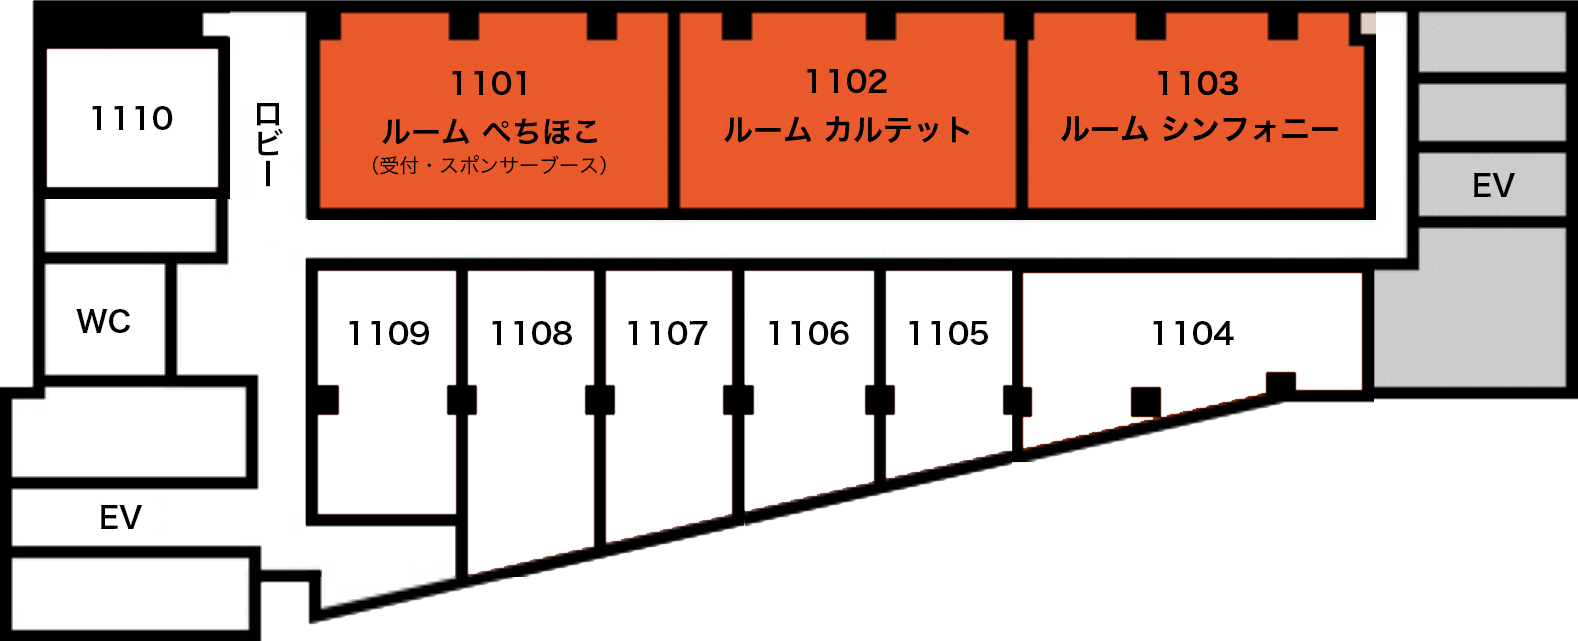 1110
ロビー
1101
ルーム ぺちほこ
（受付・スポンサーブース）
1102
ルーム カルテット
1103
ルーム シンフォニー
EV
WC
1109
1108
1107
1106
1105
1104
EV